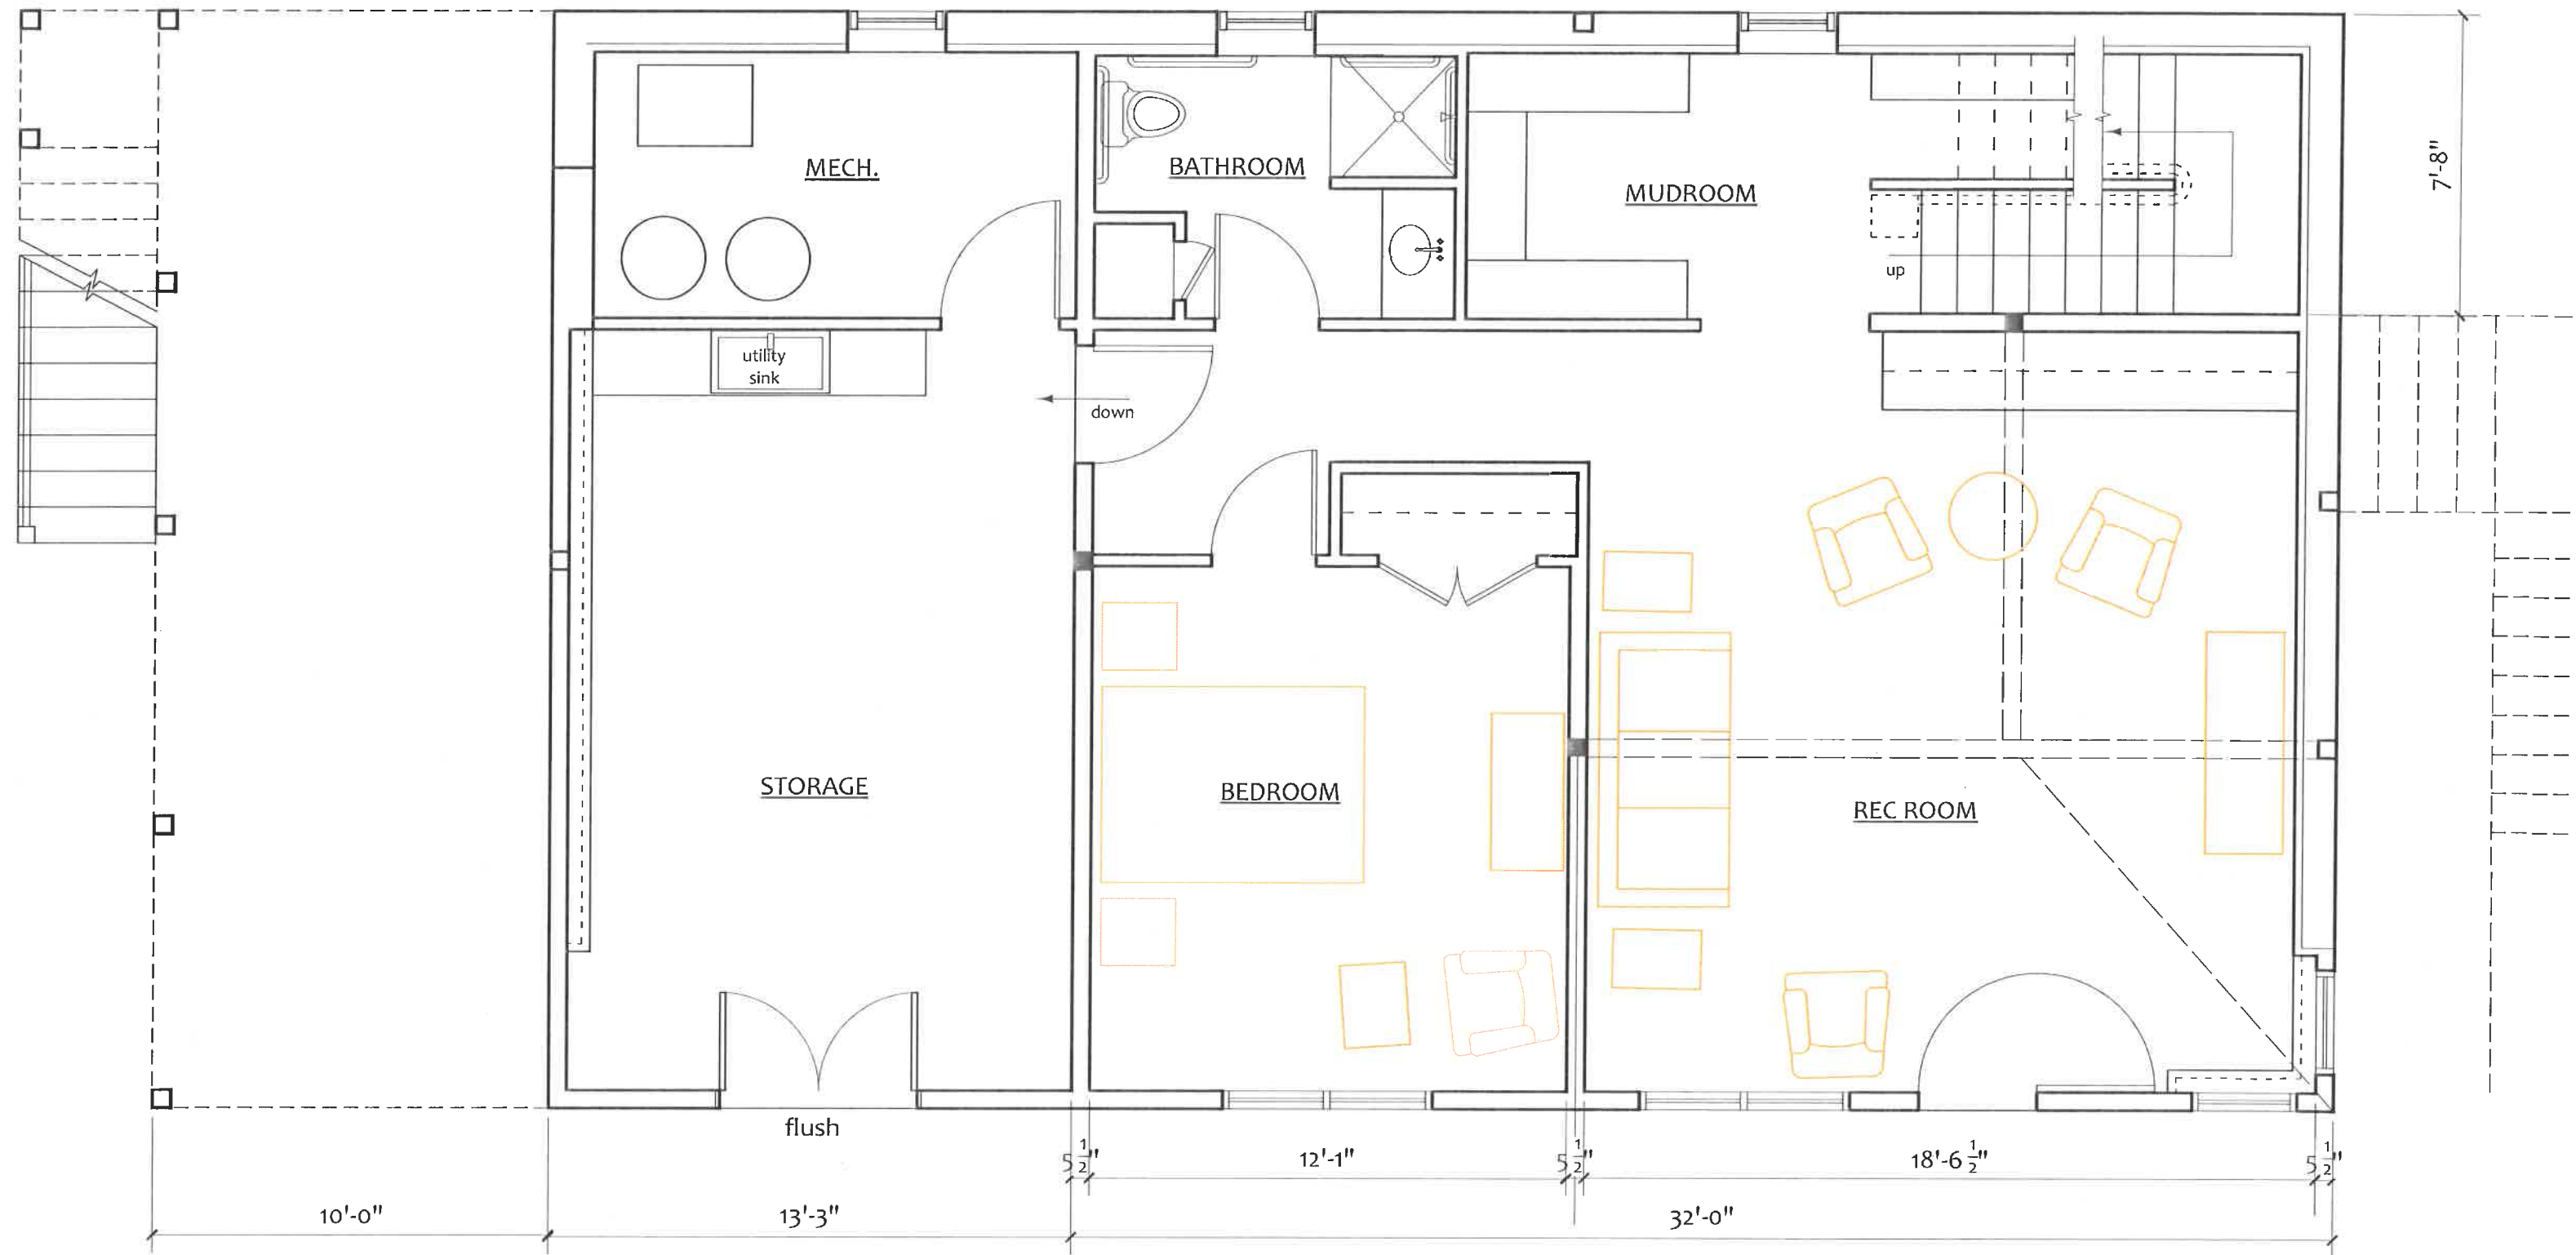 MECH.
BATHROOM
MUDROOM
7'-8"
up
utility
sink
down
STORAGE
BEDROOM
REC ROOM
flush
5 1/2"
12'-1"
5 1/2"
18'-6 1/2"
5 1/2"
10'-0"
13'-3"
32'-0"